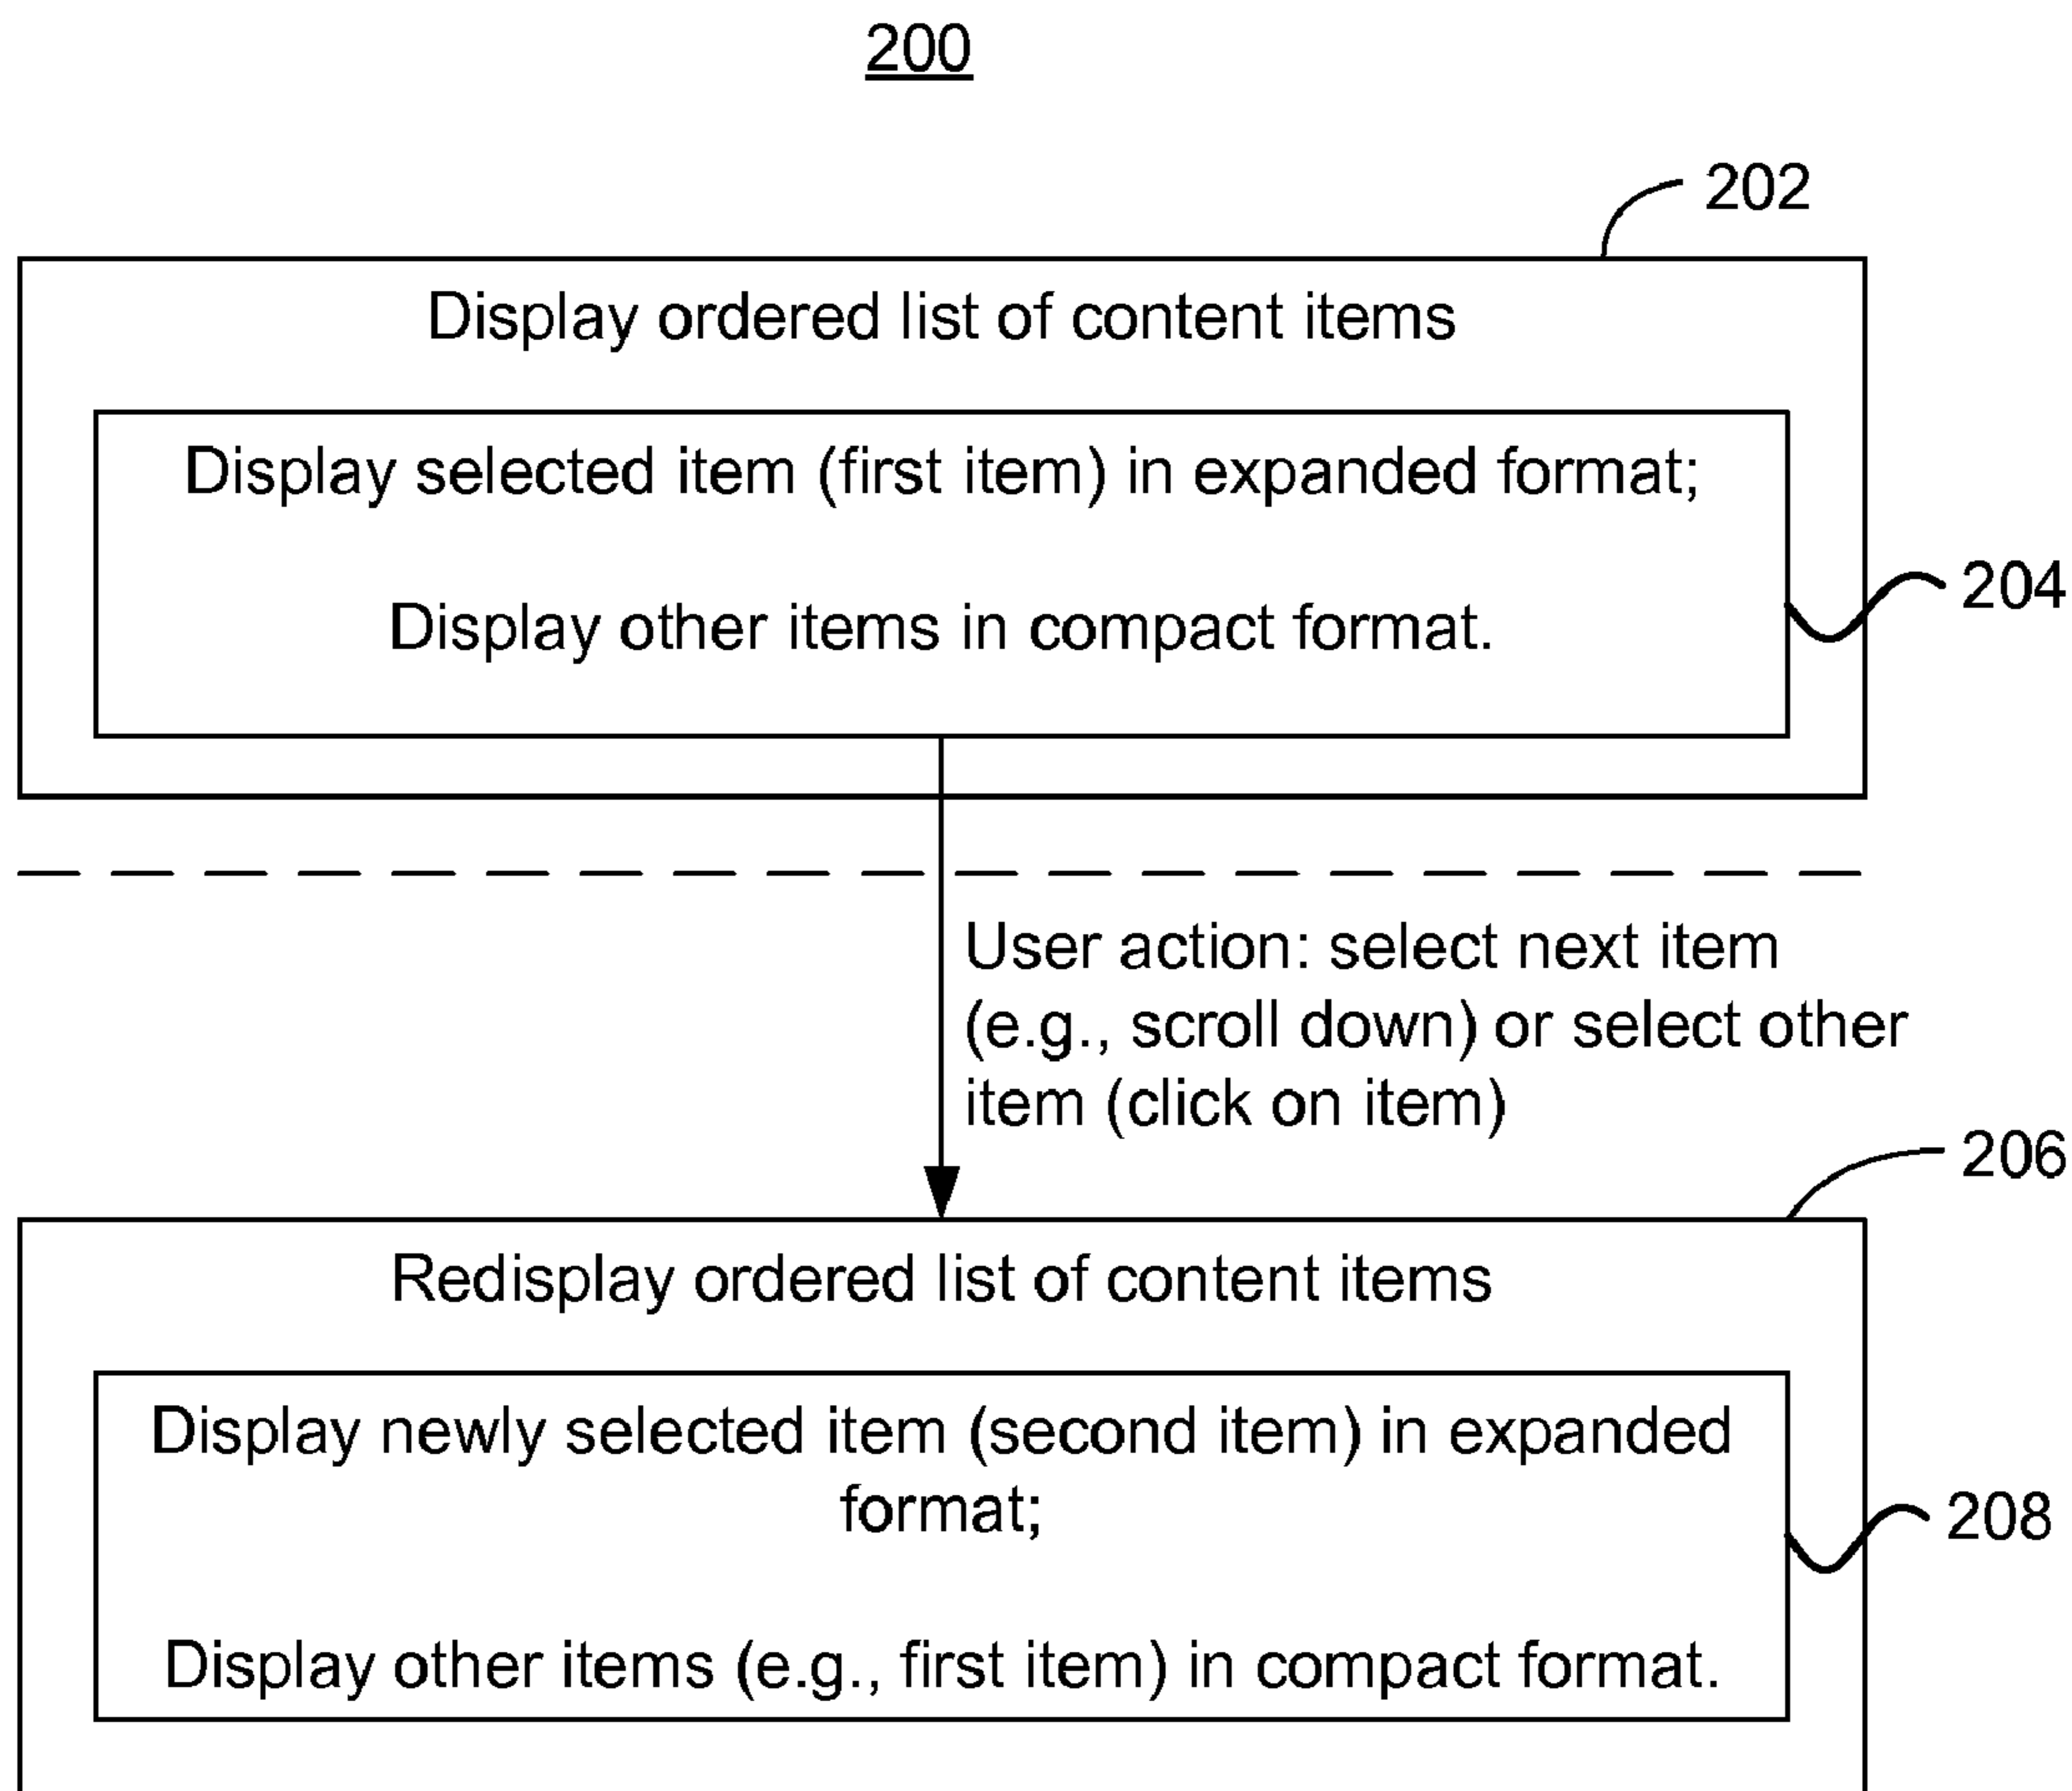 200
202
Display ordered list of content items
Display selected item (first item) in expanded format;
204
Display other items in compact format.
User action: select next item
(e.g., scroll down) or select other
item (click on item)
206
Redisplay ordered list of content items
Display newly selected item (second item) in expanded
format;
208
Display other items (e.g., first item) in compact format.